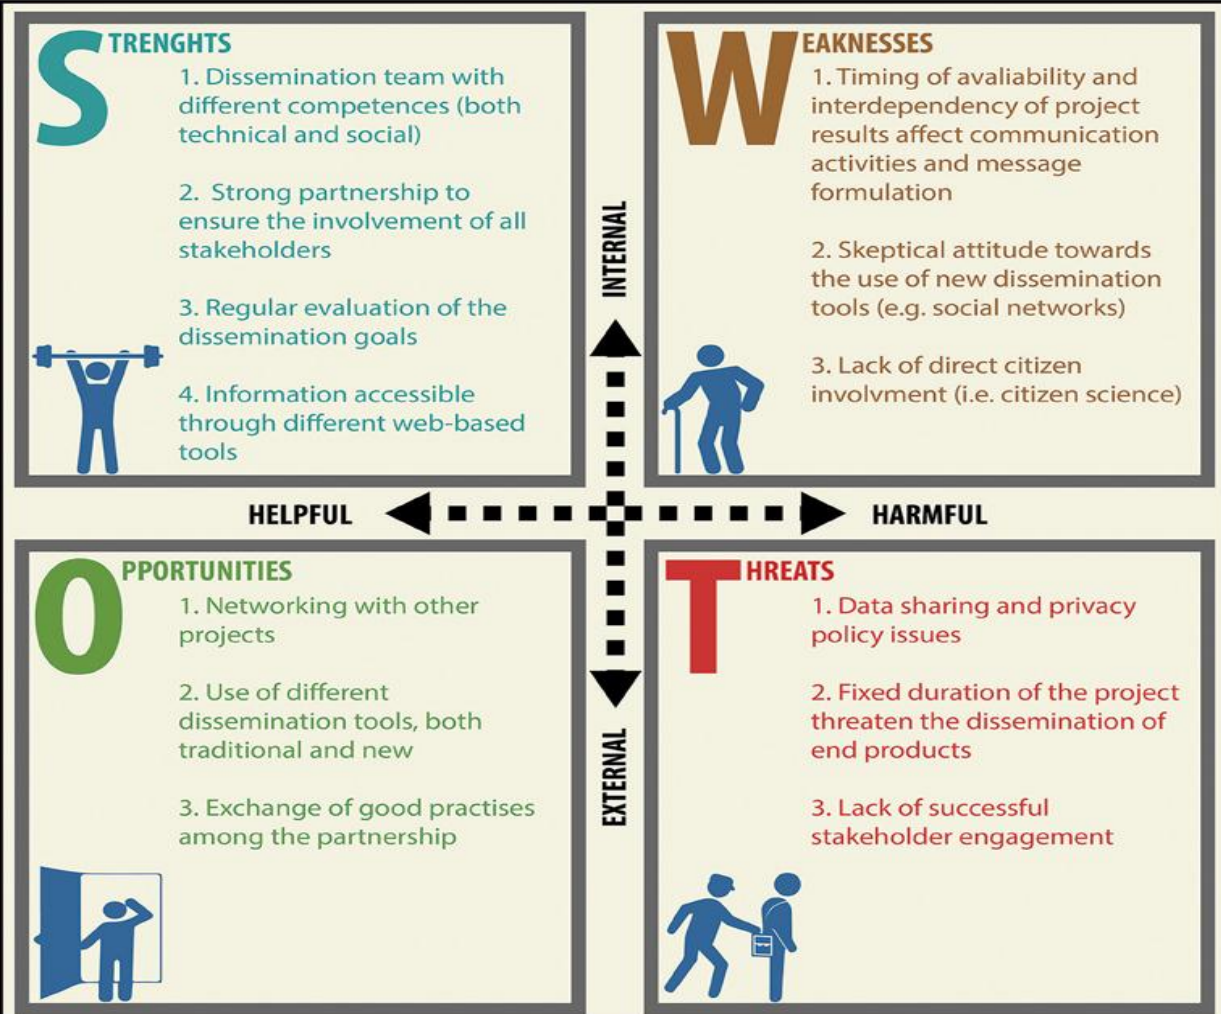 STRENGHTS
1. Dissemination team with
different competences (both
technical and social)
2. Strong partnership to
ensure the involvement of all
stakeholders
3. Regular evaluation of the
dissemination goals
4. Information accessible
through different web-based
tools
WEAKNESSES
1. Timing of avaliability and
interdependency of project
results affect communication
activities and message
formulation
2. Skeptical attitude towards
the use of new dissemination
tools (e.g. social networks)
3. Lack of direct citizen
involvment (i.e. citizen science)
INTERNAL
HELPFUL
HARMFUL
EXTERNAL
OPPORTUNITIES
1. Networking with other
projects
2. Use of different
dissemination tools, both
traditional and new
3. Exchange of good practises
among the partnership
THREATS
1. Data sharing and privacy
policy issues
2. Fixed duration of the project
threaten the dissemination of
end products
3. Lack of successful
stakeholder engagement